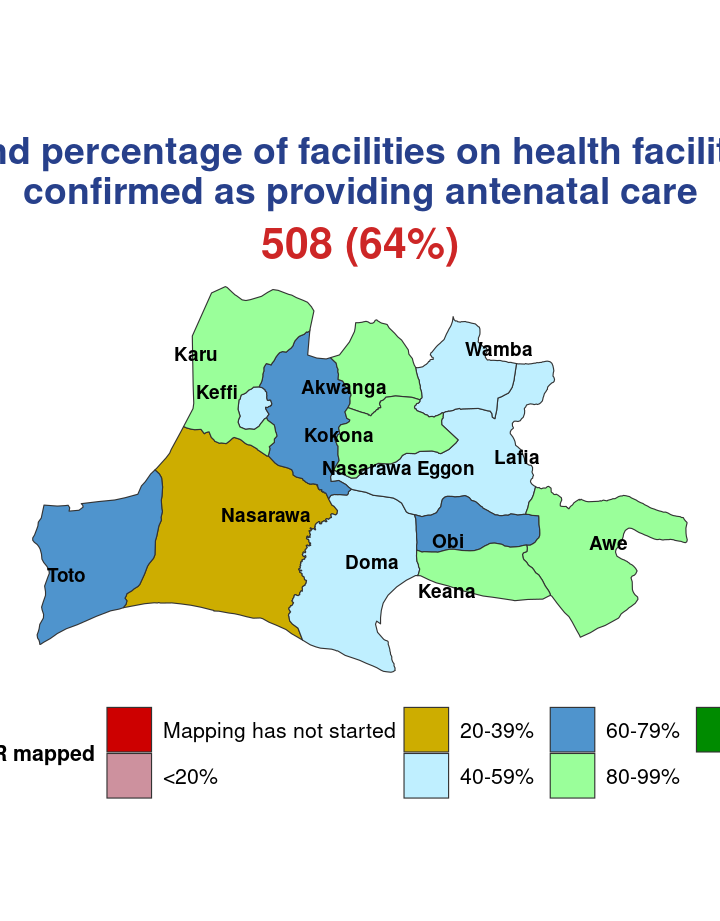 nd percentage of facilities on health facilit
confirmed as providing antenatal care
508 (64%)
Wamba
Karu
Akwanga
Keffi
Kokona
Lafia
Nasarawa Eggon
Nasarawa
Obi
Awe
Doma
Toto
Keana
R mapped
Mapping has not started
<20%
20-39%
40-59%
60-79%
80-99%